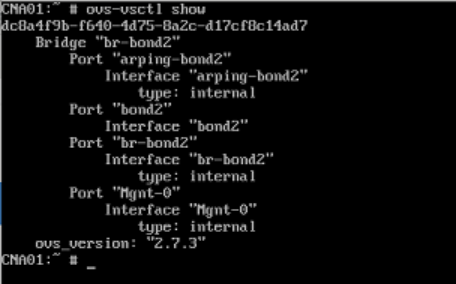 CNA01:~ # ovs-vsctl show
dc8a4f9b-f640-4d75-8a2c-d17cf8c14ad7
    Bridge "br-bond2"
        Port "arping-bond2"
            Interface "arping-bond2"
                type: internal
        Port "bond2"
            Interface "bond2"
        Port "br-bond2"
            Interface "br-bond2"
                type: internal
        Port "Mgnt-0"
            Interface "Mgnt-0"
                type: internal
    ovs_version: "2.7.3"
CNA01:~ # _